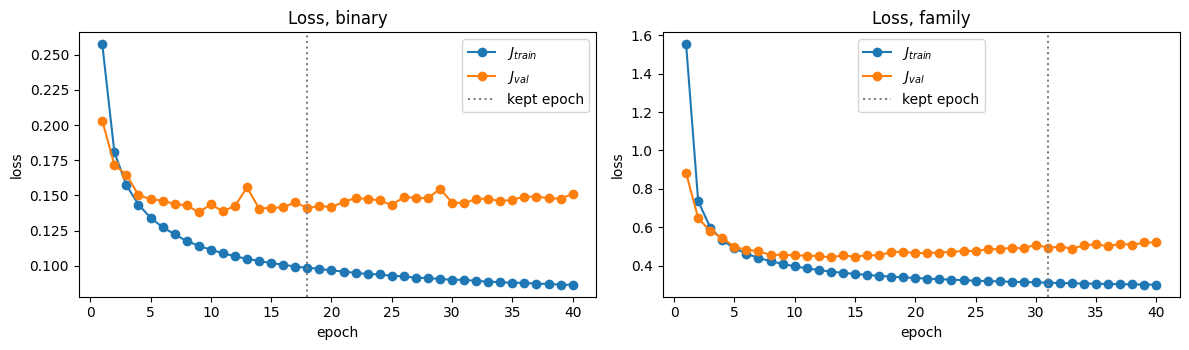 Loss, binary
0.250
0.225
0.200
0.175
0.150
0.125
0.100
loss
0 5 10 15 20 25 30 35 40
epoch
J_train
J_val
kept epoch
Loss, family
1.6
1.4
1.2
1.0
0.8
0.6
0.4
loss
0 5 10 15 20 25 30 35 40
epoch
J_train
J_val
kept epoch